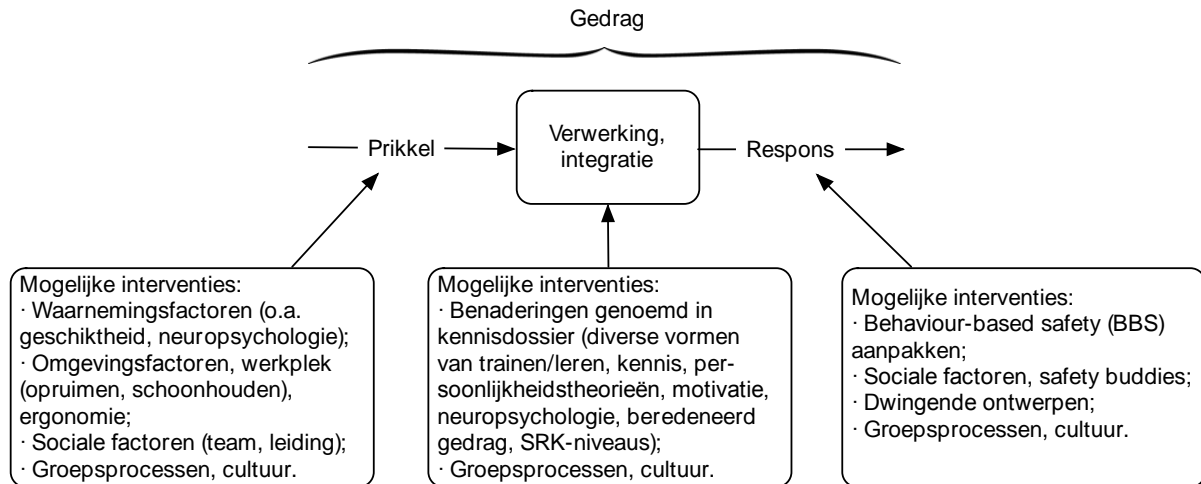 Gedrag
Prikkel
Verwerking,
integratie
Respons
Mogelijke interventies:
· Waarnemingsfactoren (o.a.
geschiktheid, neuropsychologie);
· Omgevingsfactoren, werkplek
(opruimen, schoonhouden),
ergonomie;
· Sociale factoren (team, leiding);
· Groepsprocessen, cultuur.
Mogelijke interventies:
· Benaderingen genoemd in
kennisdossier (diverse vormen
van trainen/leren, kennis, per-
soonlijkheidstheorieën, motivatie,
neuropsychologie, beredeneerd
gedrag, SRK-niveaus);
· Groepsprocessen, cultuur.
Mogelijke interventies:
· Behaviour-based safety (BBS)
aanpakken;
· Sociale factoren, safety buddies;
· Dwingende ontwerpen;
· Groepsprocessen, cultuur.